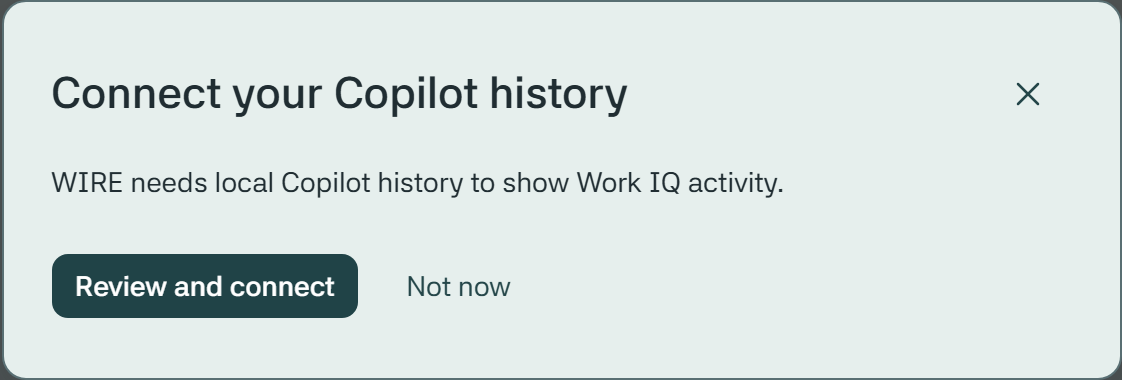 Connect your Copilot history
WIRE needs local Copilot history to show Work IQ activity.
Review and connect
Not now